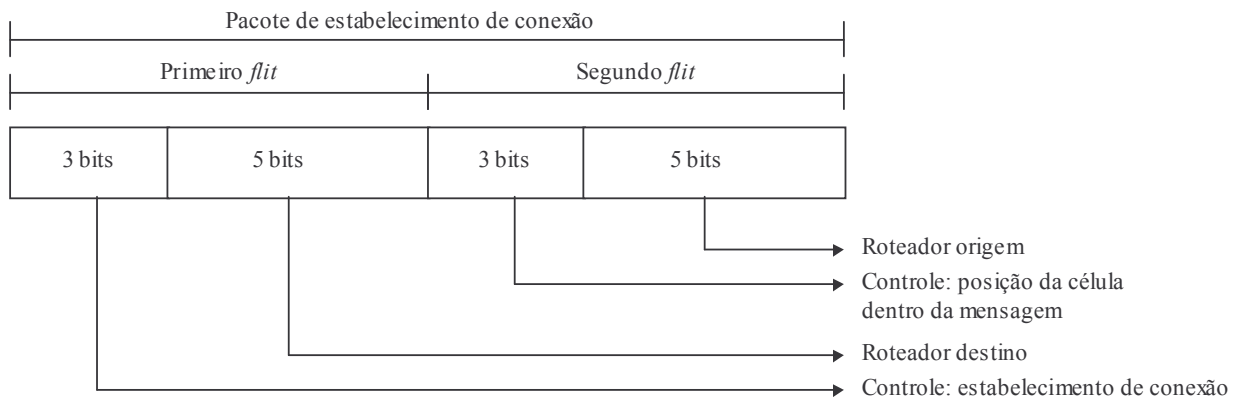 Pacote de estabelecimento de conexão
Primeiro flit
Segundo flit
3 bits
5 bits
3 bits
5 bits
Roteador origem
Controle: posição da célula
dentro da mensagem
Roteador destino
Controle: estabelecimento de conexão